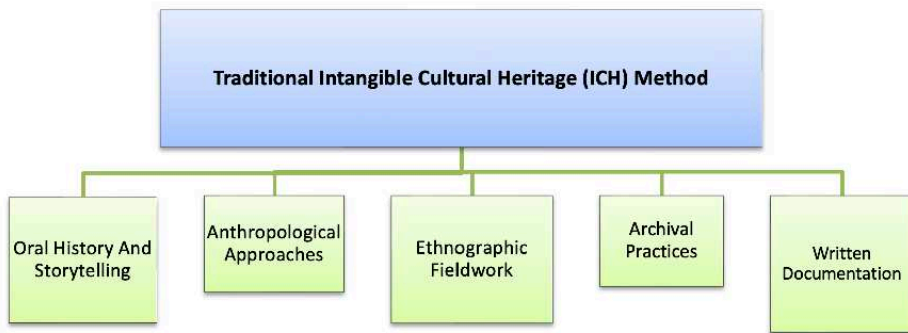 Traditional Intangible Cultural Heritage (ICH) Method
Oral History And
Storytelling
Anthropological
Approaches
Ethnographic
Fieldwork
Archival
Practices
Written
Documentation